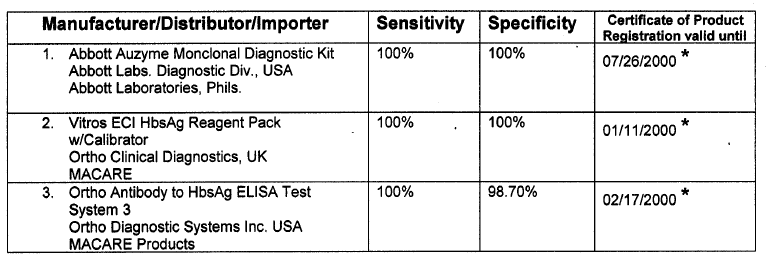 Manufacturer/Distributor/Importer Sensitivity Specificity Certificate of Product
Registration valid until
1. Abbott Auzyme Monclonal Diagnostic Kit 100% 100% 07/26/2000 *
Abbott Labs. Diagnostic Div., USA
Abbott Laboratories, Phils.
2. Vitros ECI HbsAg Reagent Pack 100% 100% 01/11/2000 *
w/Calibrator
Ortho Clinical Diagnostics, UK
MACARE
3. Ortho Antibody to HbsAg ELISA Test 100% 98.70% 02/17/2000 *
System 3
Ortho Diagnostic Systems Inc. USA
MACARE Products